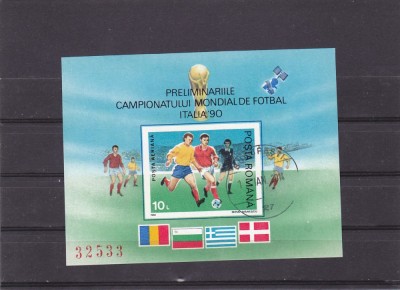 PRELIMINARIILE
CAMPIONATULUI MONDIAL DE FOTBAL
ITALIA '90
POSTA ROMANA
10 L
32533